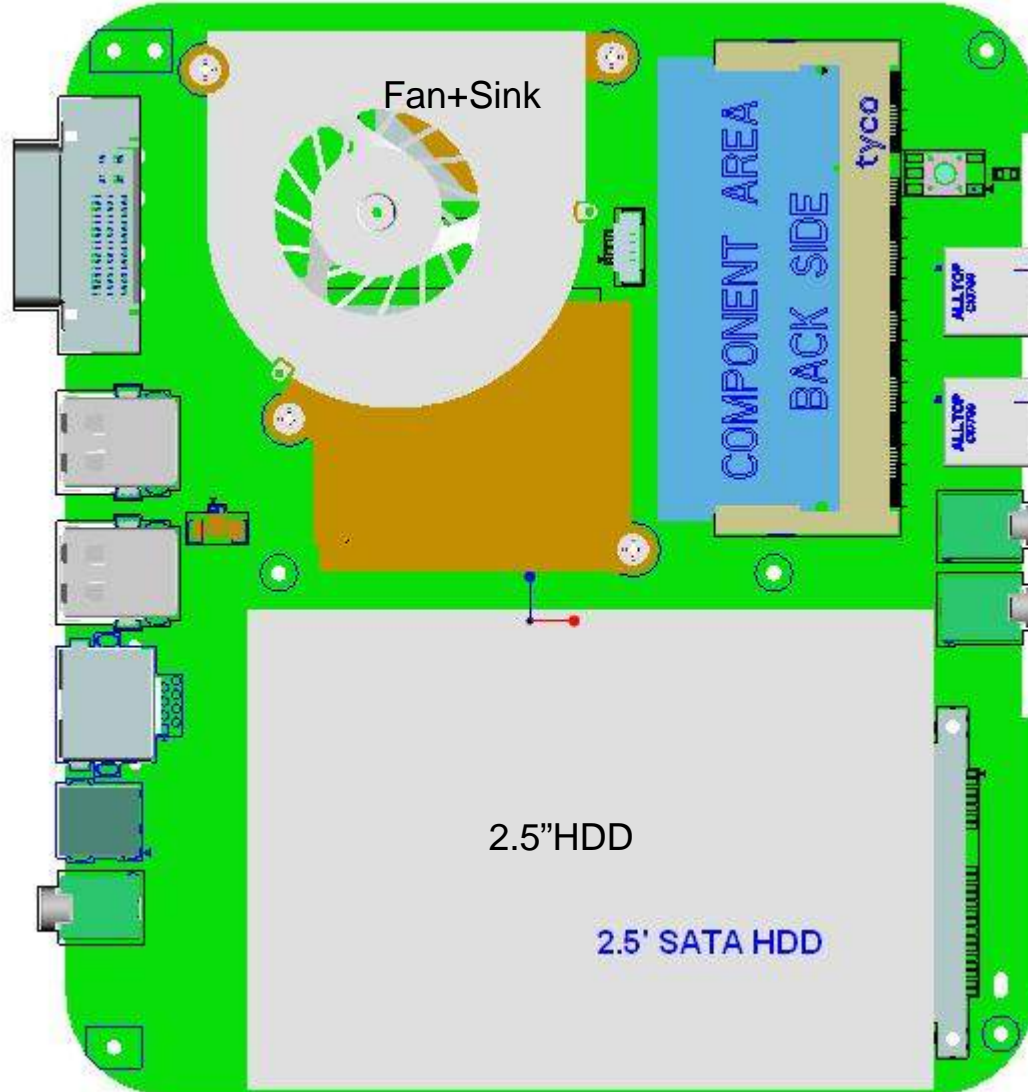 Fan+Sink
COMPONENT AREA
BACK SIDE
tyco
ALLTOP
ALLTOP
2.5”HDD
2.5' SATA HDD